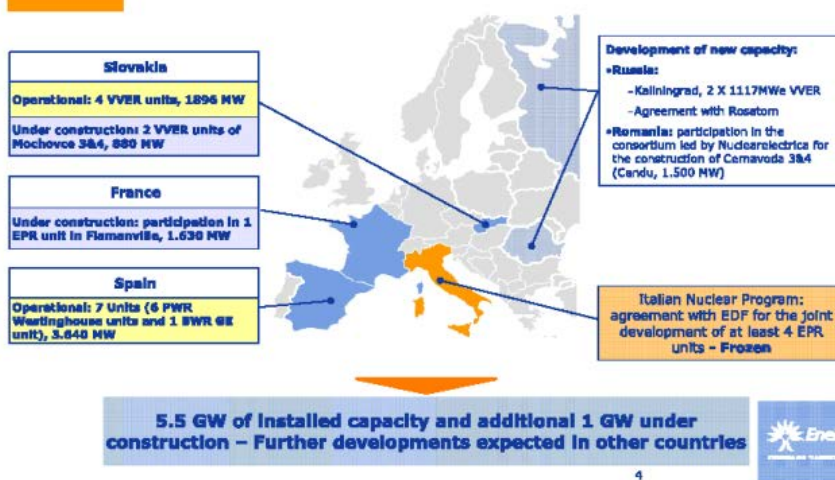 Slovakia
Operational: 4 VVER units, 1896 MW
Under construction: 2 VVER units of
Mochovce 3&4, 880 MW
France
Under construction: participation in 1
EPR unit in Flamanville, 1.630 MW
Spain
Operational: 7 Units (6 PWR
Westinghouse units and 1 BWR GE
unit), 3.640 MW
Development of new capacity:
•Russia:
-Kaliningrad, 2 X 1117MWe VVER
-Agreement with Rosatom
•Romania: participation in the
consortium led by Nuclearelectrica for
the construction of Cernavoda 3&4
(Candu, 1.500 MW)
Italian Nuclear Program:
agreement with EDF for the joint
development of at least 4 EPR
units – Frozen
5.5 GW of installed capacity and additional 1 GW under
construction – Further developments expected in other countries
4